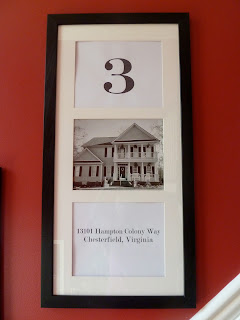 3
13101 Hampton Colony Way
Chesterfield, Virginia